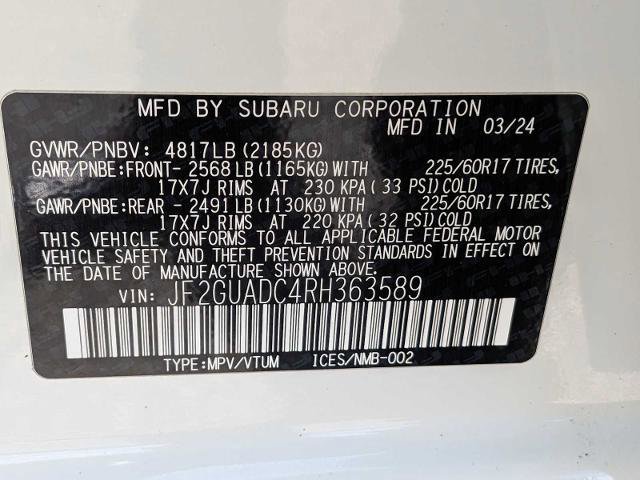 MFD BY SUBARU CORPORATION
MFD IN 03/24
GVWR/PNBV: 4817LB (2185KG)
GAWR/PNBE:FRONT- 2568 LB (1165KG) WITH 225/60R17 TIRES,
17X7J RIMS AT 230 KPA (33 PSI) COLD
GAWR/PNBE:REAR - 2491 LB (1130KG) WITH 225/60R17 TIRES,
17X7J RIMS AT 220 KPA (32 PSI) COLD
THIS VEHICLE CONFORMS TO ALL APPLICABLE FEDERAL MOTOR
VEHICLE SAFETY AND THEFT PREVENTION STANDARDS IN
EFFECT ON THE DATE OF MANUFACTURE SHOWN ABOVE.
VIN: JF2GUADC4RH363589
TYPE:MPV/VTUM ICES/NMB-002